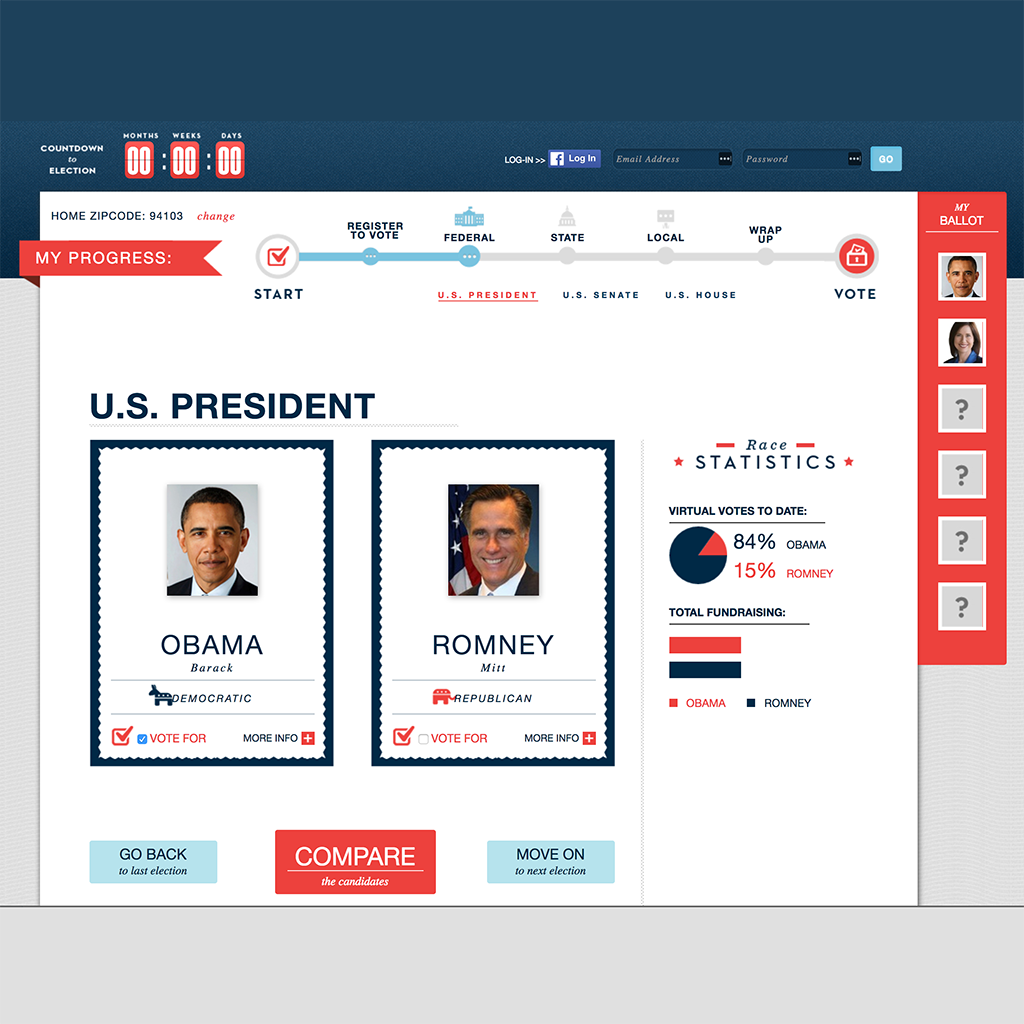 COUNTDOWN
to
ELECTION
MONTHS WEEKS DAYS
00 : 00 : 00
LOG-IN >> f Log In Email Address Password GO
HOME ZIPCODE: 94103 change
MY PROGRESS:
START
REGISTER
TO VOTE
FEDERAL
STATE
LOCAL
WRAP
UP
VOTE
U.S. PRESIDENT U.S. SENATE U.S. HOUSE
MY
BALLOT
?
?
?
?
U.S. PRESIDENT
OBAMA
Barack
DEMOCRATIC
VOTE FOR MORE INFO +
ROMNEY
Mitt
REPUBLICAN
VOTE FOR MORE INFO +
Race
STATISTICS
VIRTUAL VOTES TO DATE:
84% OBAMA
15% ROMNEY
TOTAL FUNDRAISING:
OBAMA ROMNEY
GO BACK
to last election
COMPARE
the candidates
MOVE ON
to next election